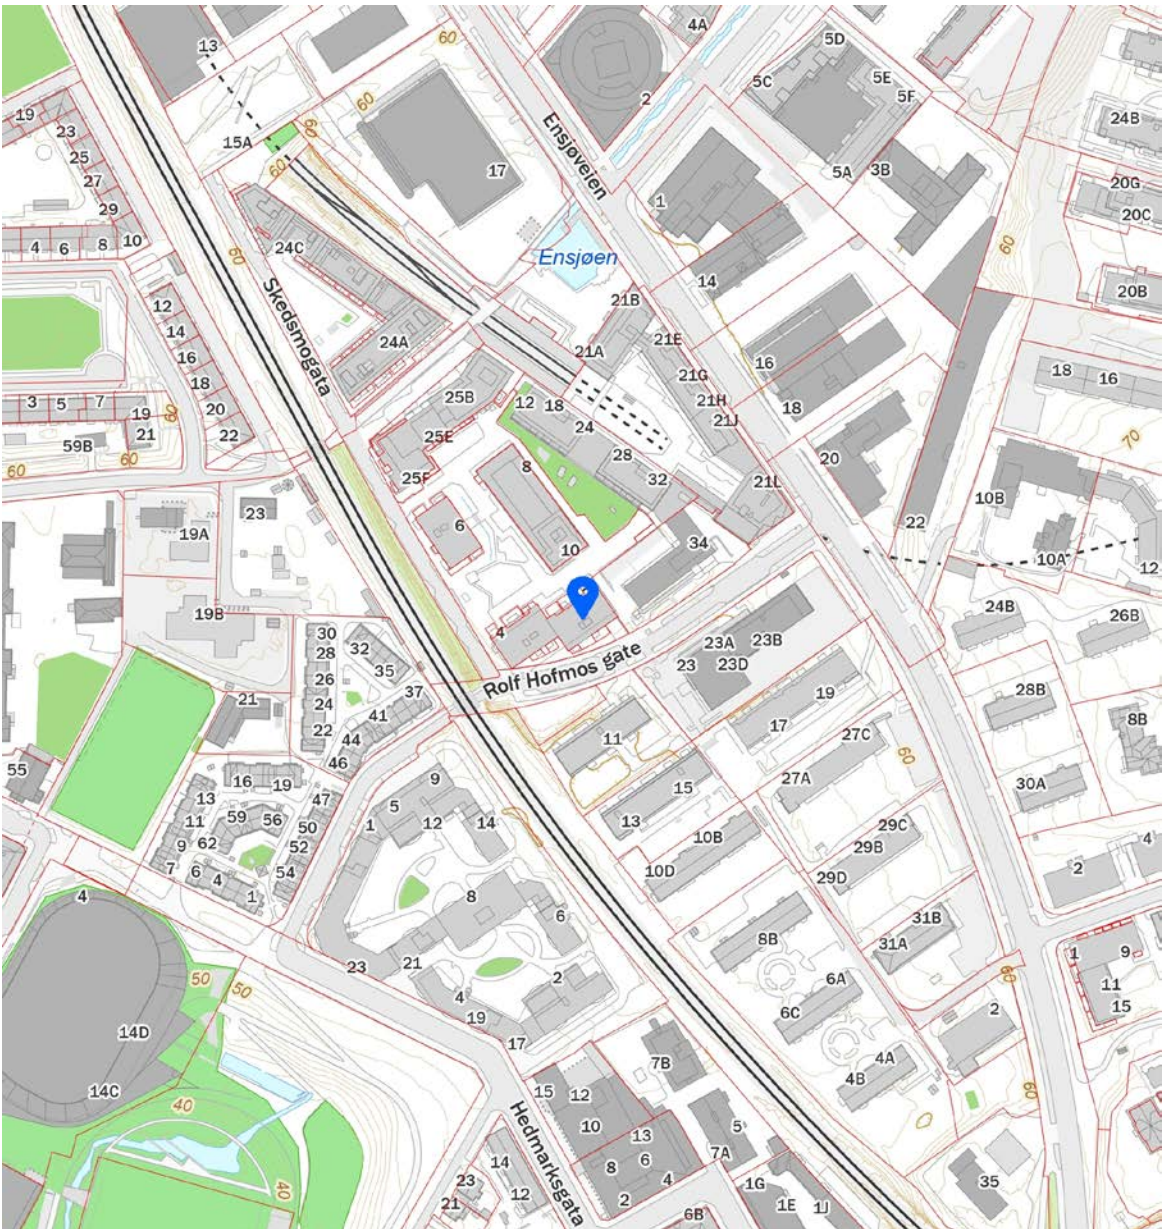 4A
13
60
5D
5C
5E
5F
2
19
23
60
24B
15A
60
Ensjøveien
25
17
5A
3B
27
60
20G
29
1
20C
4
6
8
10
24C
60
Ensjøen
60
14
20B
12
Skedsmogata
21B
14
24A
21E
16
21A
16
18
16
18
25B
21G
3
5
7
19
20
12
18
21H
18
60
21
22
25E
24
21J
70
59B
60
28
20
60
25F
8
32
21L
10B
23
6
22
19A
10
34
10A
12
19B
24B
26B
30
4
23A
23B
28
32
Rolf Hofmos gate
23
23D
26
35
37
19
28B
21
24
41
11
17
27C
8B
22
44
60
55
46
9
15
27A
30A
16
19
13
47
5
13
29C
11
59
56
50
1
12
14
10B
29B
4
9
62
52
2
7
6
4
54
8
10D
29D
1
4
6
8B
31B
31A
1
9
23
21
50
2
6A
60
11
50
4
6C
2
15
14D
19
17
7B
4A
14C
15
12
4B
60
40
10
5
Hedmarksgata
13
7A
14
8
6
35
40
23
12
4
1G
21
2
1E
1J
6B